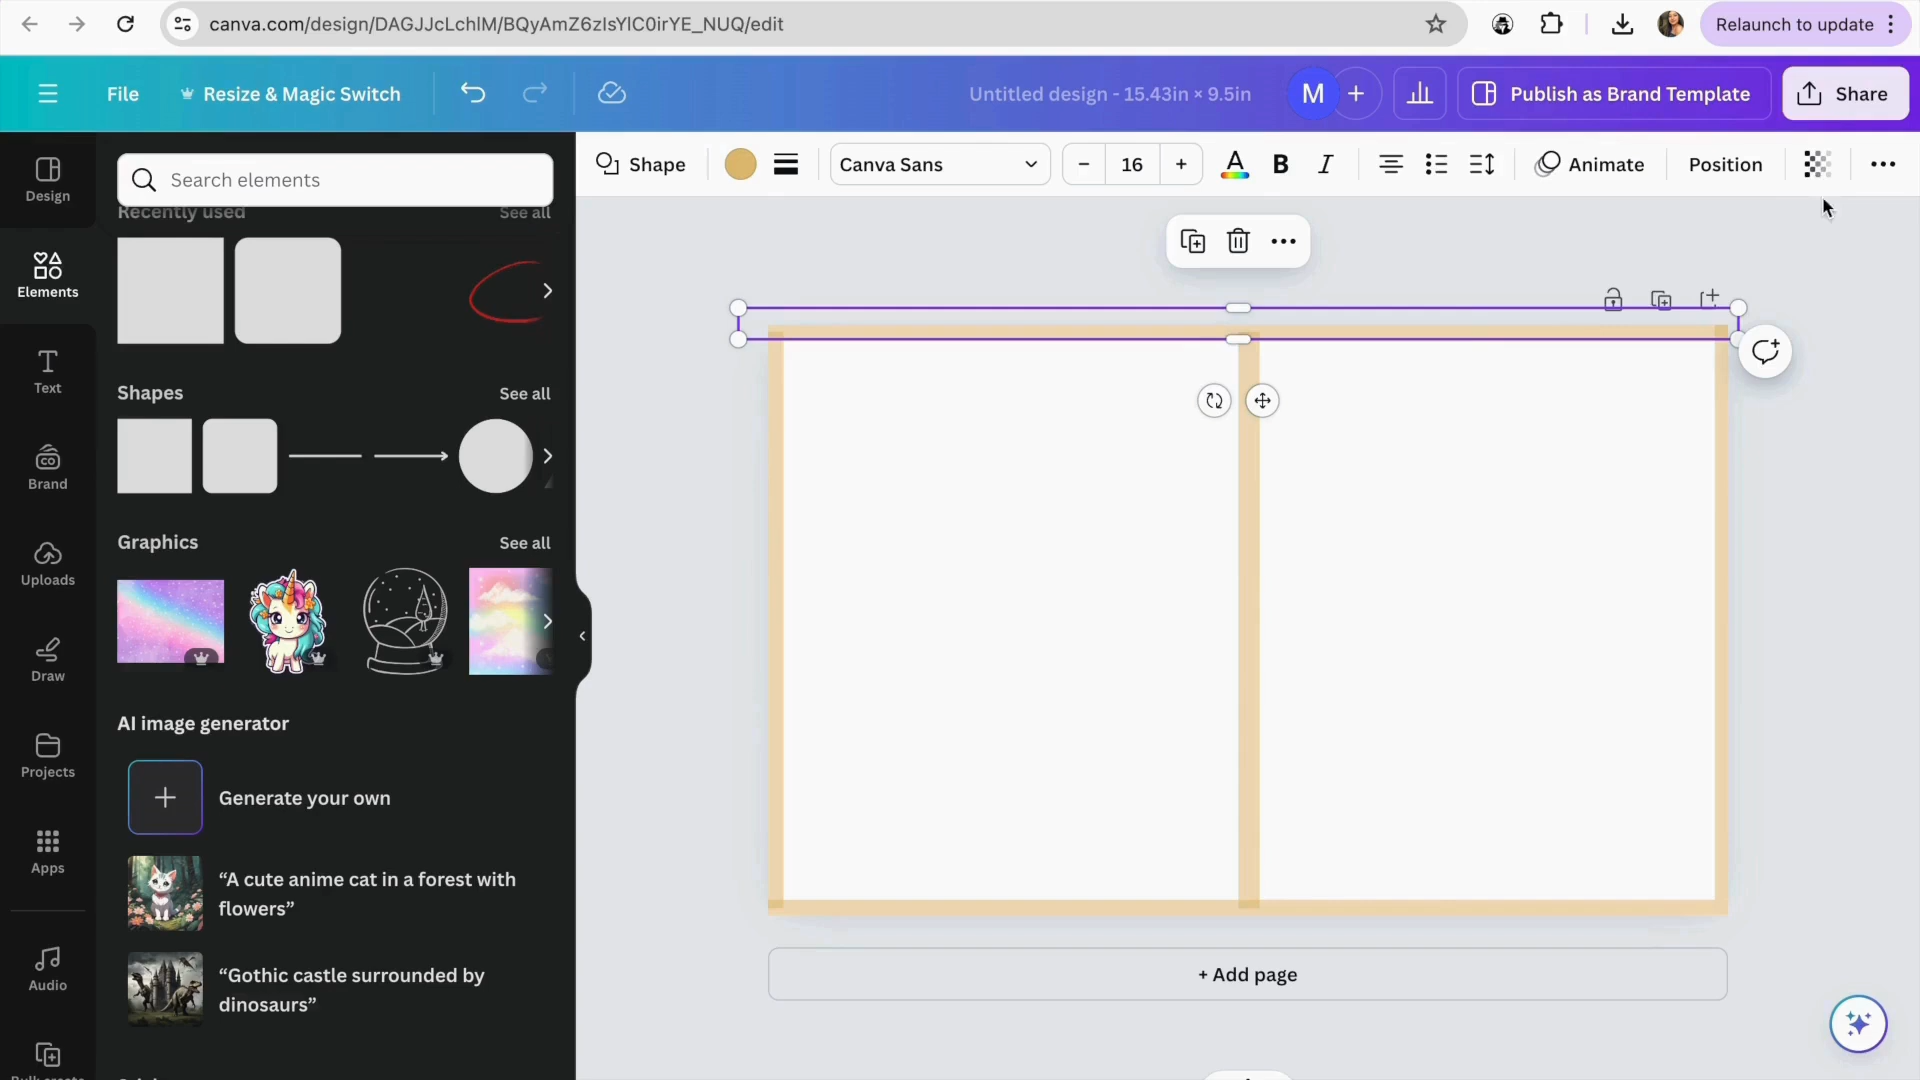 canva.com/design/DAGJJcLchlM/BQyAmZ6zIsYlC0irYE_NUQ/edit
Relaunch to update
File
Resize & Magic Switch
Untitled design - 15.43in × 9.5in
M
Publish as Brand Template
Share
Design
Elements
Text
Brand
Uploads
Draw
Projects
Apps
Audio
Search elements
Recently used
See all
Shapes
See all
Graphics
See all
AI image generator
Generate your own
“A cute anime cat in a forest with
flowers”
“Gothic castle surrounded by
dinosaurs”
Shape
Canva Sans
16
A
B
I
Animate
Position
+ Add page